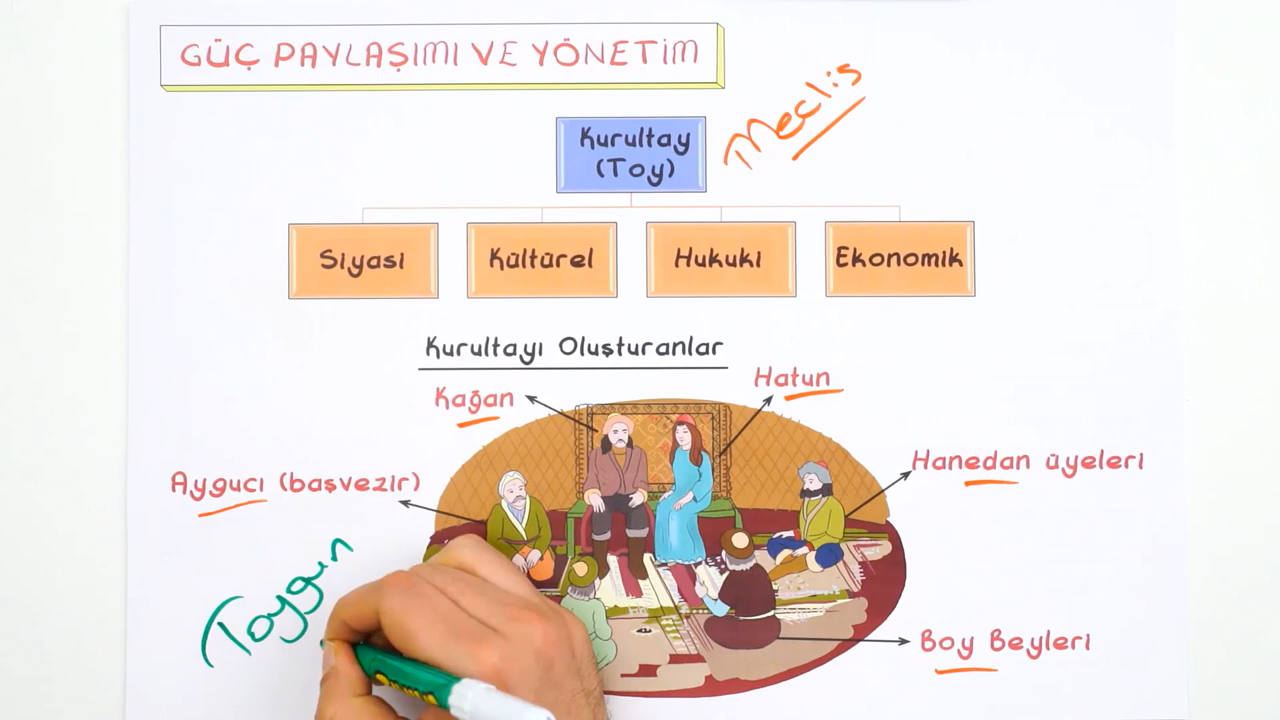 GÜÇ PAYLAŞIMI VE YÖNETİM
Meclis
Kurultay
(Toy)
Siyasi
Kültürel
Hukuki
Ekonomik
Kurultayı Oluşturanlar
Kağan
Hatun
Hanedan üyeleri
Ayguci (başvezir)
Toygun
Boy Beyleri